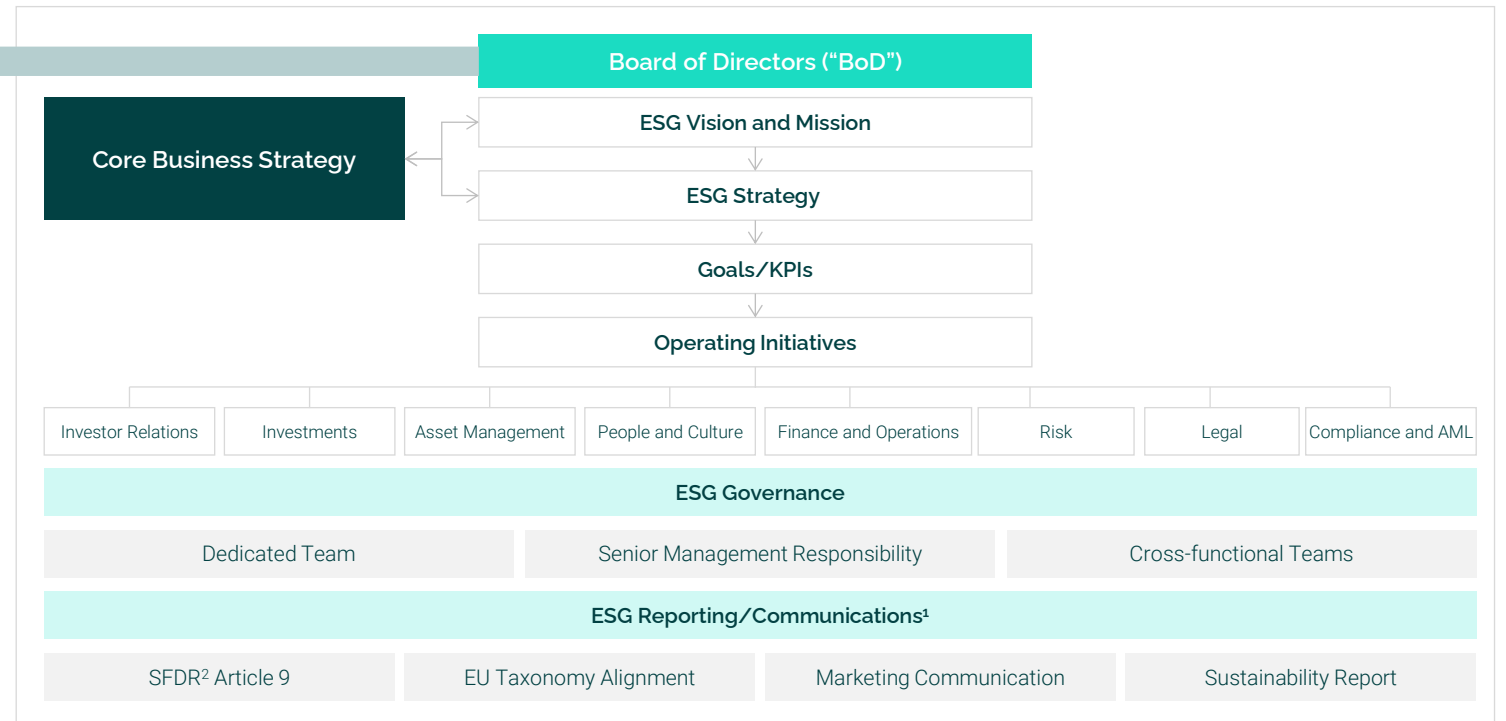 Board of Directors (“BoD”)
Core Business Strategy
ESG Vision and Mission
ESG Strategy
Goals/KPIs
Operating Initiatives
Investor Relations
Investments
Asset Management
People and Culture
Finance and Operations
Risk
Legal
Compliance and AML
ESG Governance
Dedicated Team
Senior Management Responsibility
Cross-functional Teams
ESG Reporting/Communications¹
SFDR² Article 9
EU Taxonomy Alignment
Marketing Communication
Sustainability Report